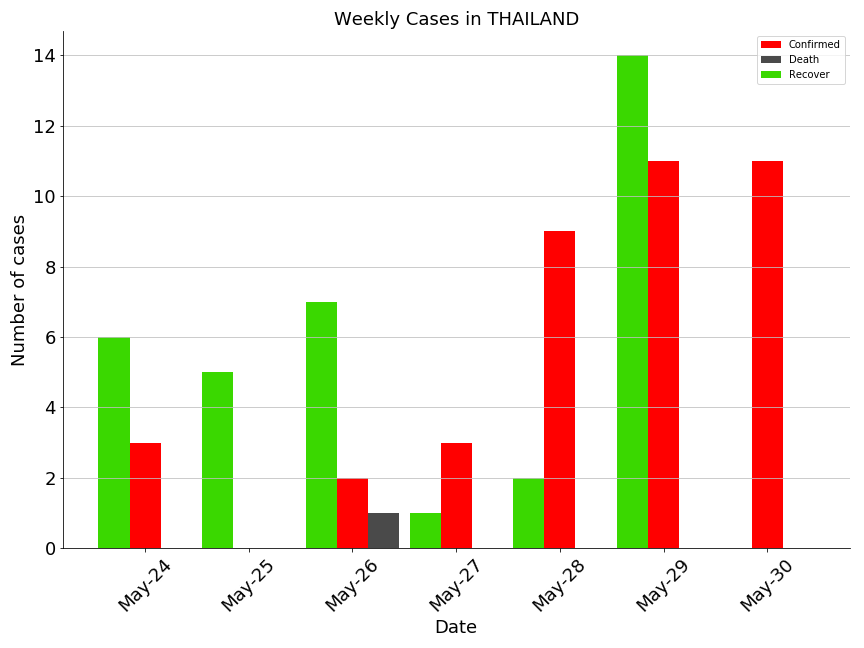 Weekly Cases in THAILAND
Confirmed
Death
Recover
Number of cases
14
12
10
8
6
4
2
0
May-24
May-25
May-26
May-27
May-28
May-29
May-30
Date